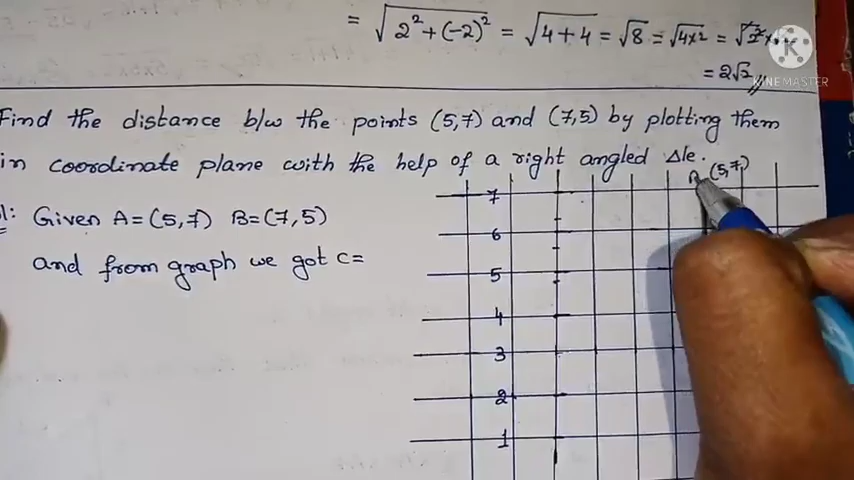 = √2² + (-2)² = √4+4 = √8 = √4x2 =
= 2√2
KINEMASTER
Find the distance b/w the points (5,7) and (7,5) by plotting them
in coordinate plane with the help of a right angled Δle.
Given A=(5,7) B=(7,5)
A (5,7)
and from graph we got C=
7
6
5
4
3
2
1